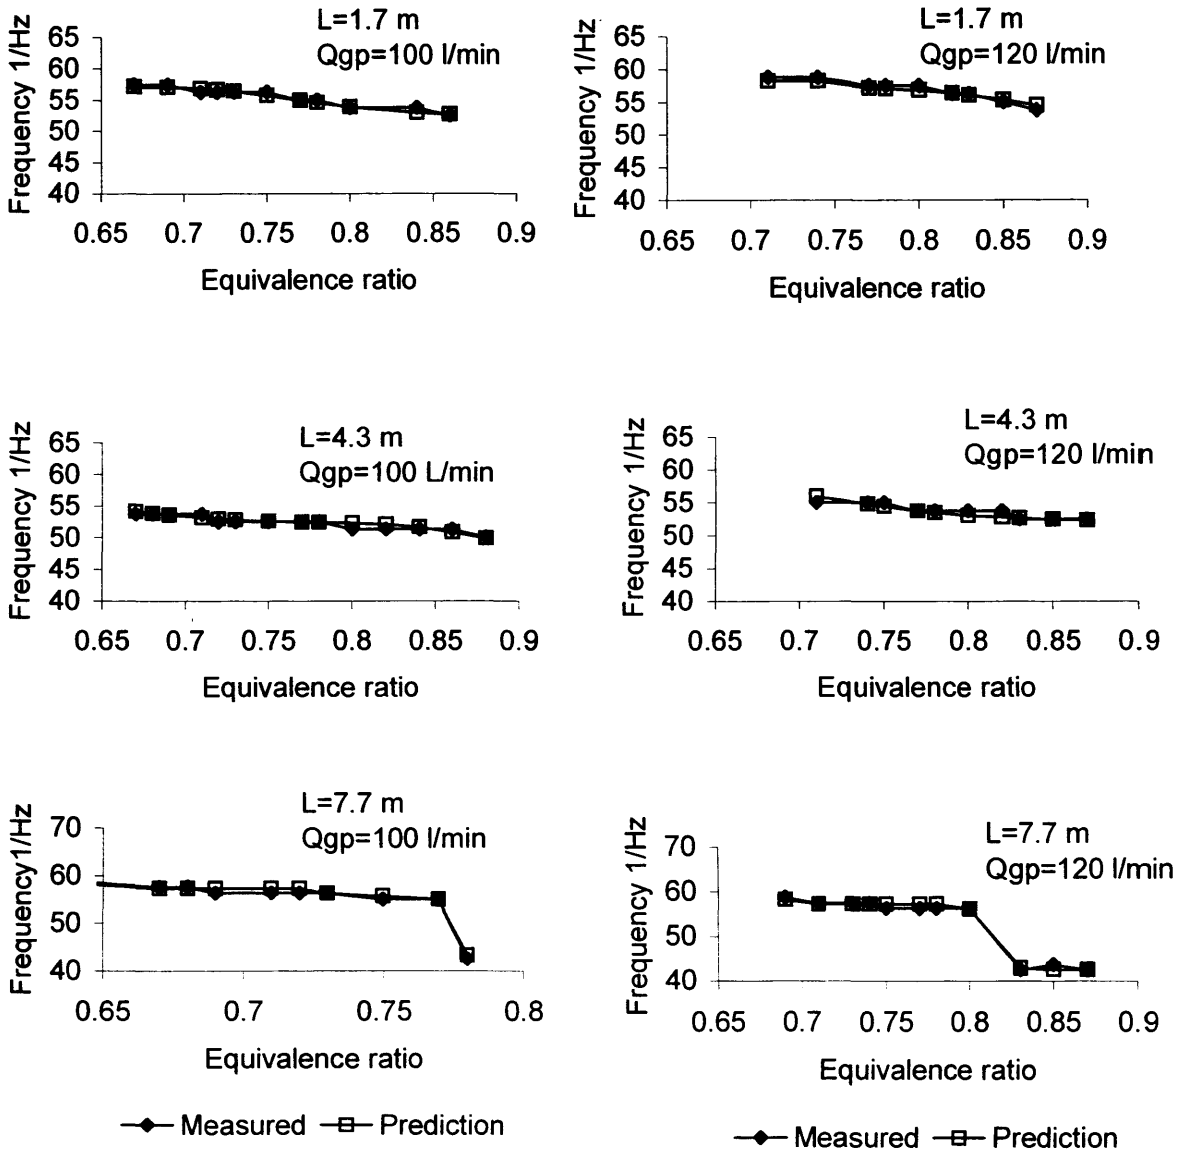 L=1.7 m
Qgp=100 l/min
Frequency 1/Hz
65
60
55
50
45
40
0.65 0.7 0.75 0.8 0.85 0.9
Equivalence ratio
L=1.7 m
Qgp=120 l/min
Frequency 1/Hz
65
60
55
50
45
40
0.65 0.7 0.75 0.8 0.85 0.9
Equivalence ratio
L=4.3 m
Qgp=100 L/min
Frequency 1/Hz
65
60
55
50
45
40
0.65 0.7 0.75 0.8 0.85 0.9
Equivalence ratio
L=4.3 m
Qgp=120 l/min
Frequency 1/Hz
65
60
55
50
45
40
0.65 0.7 0.75 0.8 0.85 0.9
Equivalence ratio
L=7.7 m
Qgp=100 l/min
Frequency1/Hz
70
60
50
40
0.65 0.7 0.75 0.8
Equivalence ratio
Measured Prediction
L=7.7 m
Qgp=120 l/min
Frequency 1/Hz
70
60
50
40
0.65 0.7 0.75 0.8 0.85 0.9
Equivalence ratio
Measured Prediction